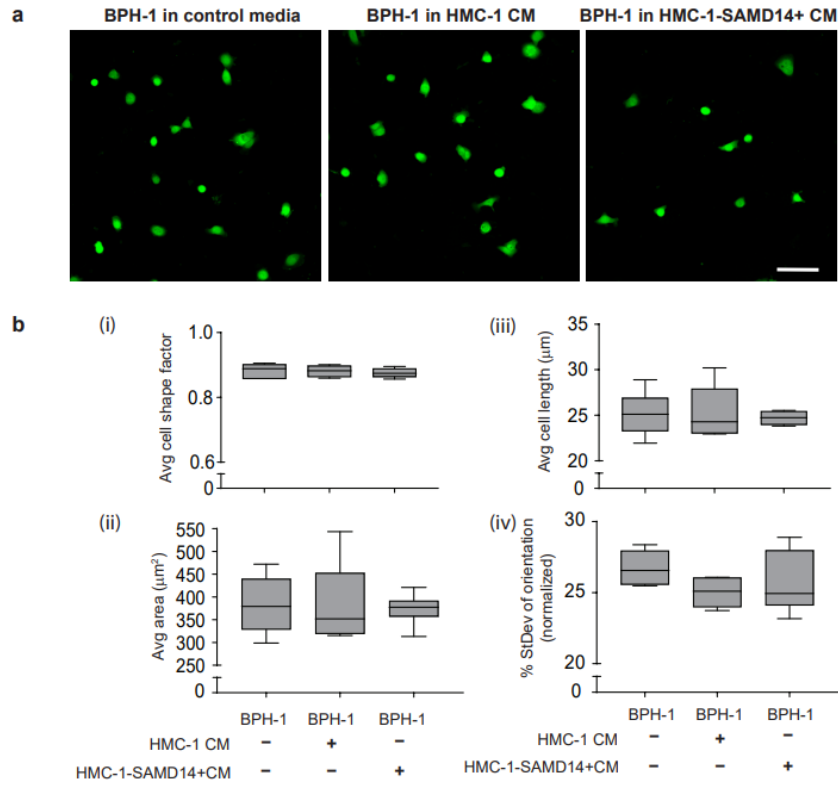 a
BPH-1 in control media
BPH-1 in HMC-1 CM
BPH-1 in HMC-1-SAMD14+ CM
b
(i)
Avg cell shape factor
1.0
0.8
0.6
0
(iii)
Avg cell length (μm)
35
30
25
20
0
(ii)
Avg area (μm²)
550
500
450
400
350
300
250
0
(iv)
% StDev of orientation
(normalized)
30
25
20
0
BPH-1 BPH-1 BPH-1
HMC-1 CM − + −
HMC-1-SAMD14+CM − − +
BPH-1 BPH-1 BPH-1
HMC-1 CM − + −
HMC-1-SAMD14+CM − − +